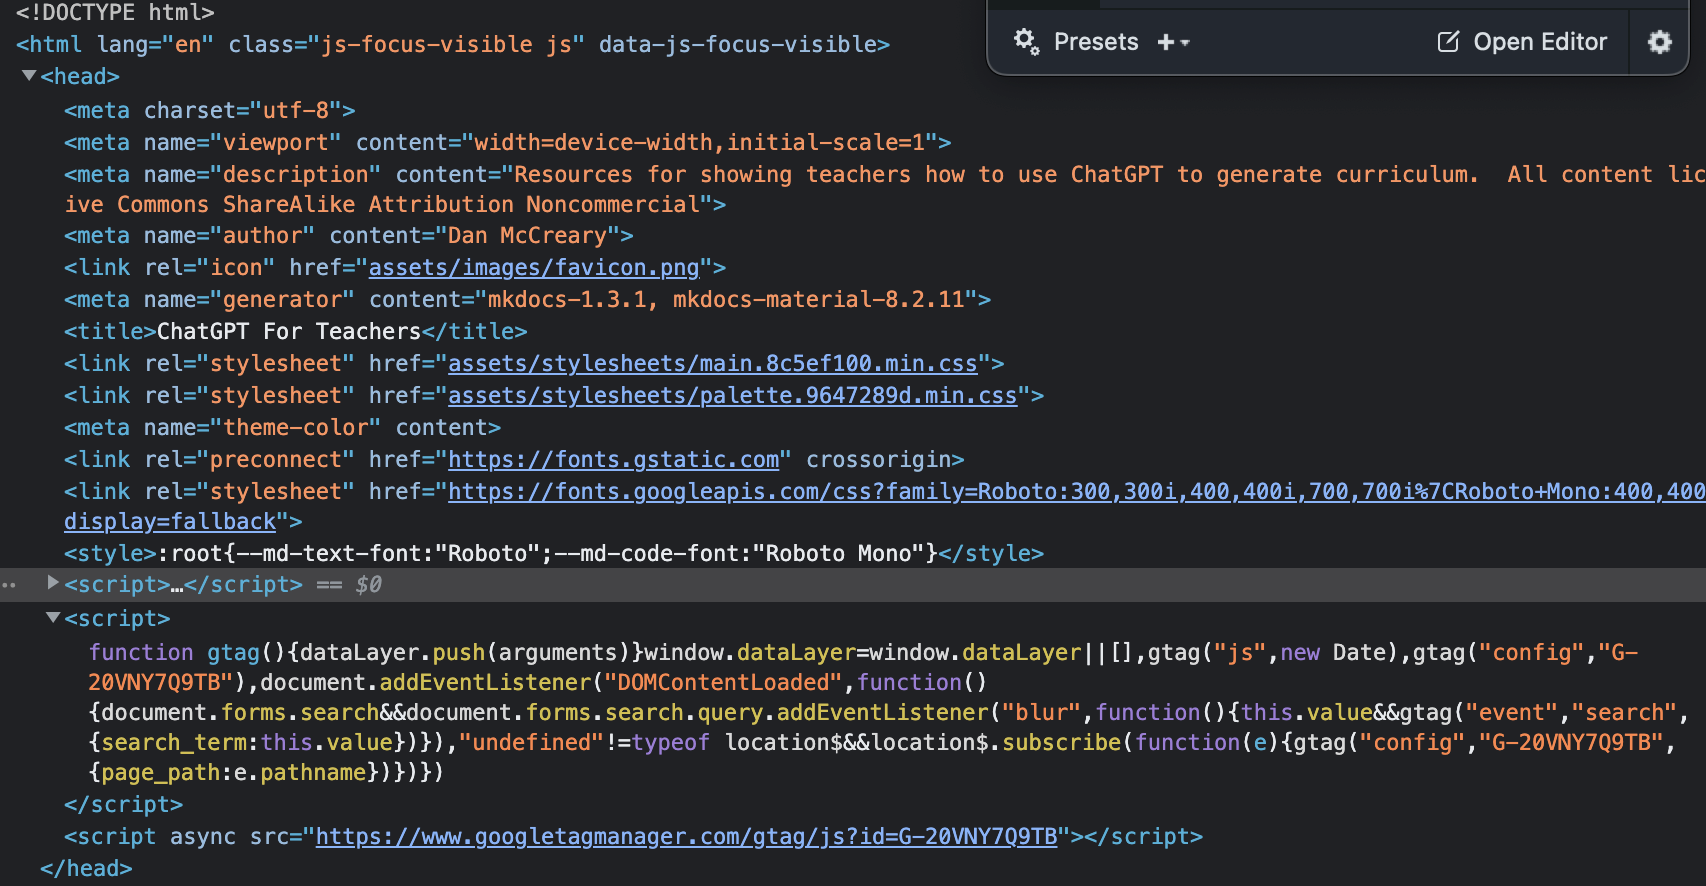 <!DOCTYPE html>
<html lang="en" class="js-focus-visible js" data-js-focus-visible>
Presets
Open Editor
<head>
<meta charset="utf-8">
<meta name="viewport" content="width=device-width,initial-scale=1">
<meta name="description" content="Resources for showing teachers how to use ChatGPT to generate curriculum.  All content lic
ive Commons ShareAlike Attribution Noncommercial">
<meta name="author" content="Dan McCreary">
<link rel="icon" href="assets/images/favicon.png">
<meta name="generator" content="mkdocs-1.3.1, mkdocs-material-8.2.11">
<title>ChatGPT For Teachers</title>
<link rel="stylesheet" href="assets/stylesheets/main.8c5ef100.min.css">
<link rel="stylesheet" href="assets/stylesheets/palette.9647289d.min.css">
<meta name="theme-color" content>
<link rel="preconnect" href="https://fonts.gstatic.com" crossorigin>
<link rel="stylesheet" href="https://fonts.googleapis.com/css?family=Roboto:300,300i,400,400i,700,700i%7CRoboto+Mono:400,400
display=fallback">
<style>:root{--md-text-font:"Roboto";--md-code-font:"Roboto Mono"}</style>
<script>…</script> == $0
<script>
function gtag(){dataLayer.push(arguments)}window.dataLayer=window.dataLayer||[],gtag("js",new Date),gtag("config","G-
20VNY7Q9TB"),document.addEventListener("DOMContentLoaded",function()
{document.forms.search&&document.forms.search.query.addEventListener("blur",function(){this.value&&gtag("event","search",
{search_term:this.value})}),"undefined"!=typeof location$&&location$.subscribe(function(e){gtag("config","G-20VNY7Q9TB",
{page_path:e.pathname})})})
</script>
<script async src="https://www.googletagmanager.com/gtag/js?id=G-20VNY7Q9TB"></script>
</head>